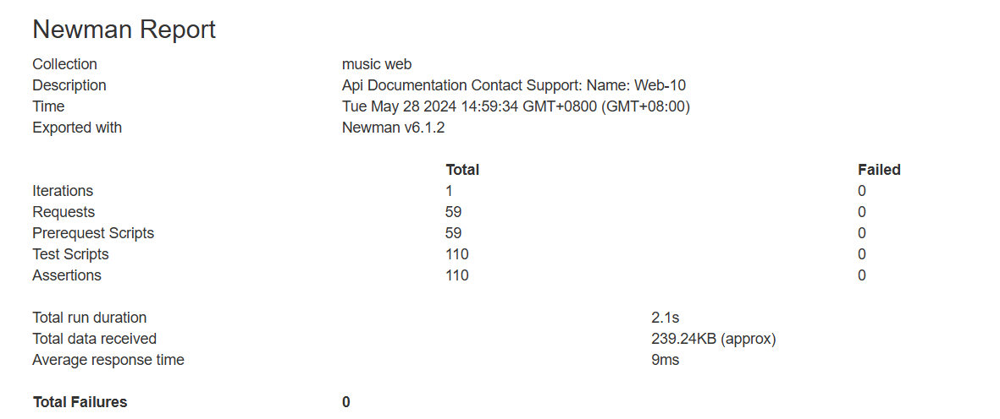 Newman Report
Collection music web
Description Api Documentation Contact Support: Name: Web-10
Time Tue May 28 2024 14:59:34 GMT+0800 (GMT+08:00)
Exported with Newman v6.1.2
Total Failed
Iterations 1 0
Requests 59 0
Prerequest Scripts 59 0
Test Scripts 110 0
Assertions 110 0
Total run duration 2.1s
Total data received 239.24KB (approx)
Average response time 9ms
Total Failures 0